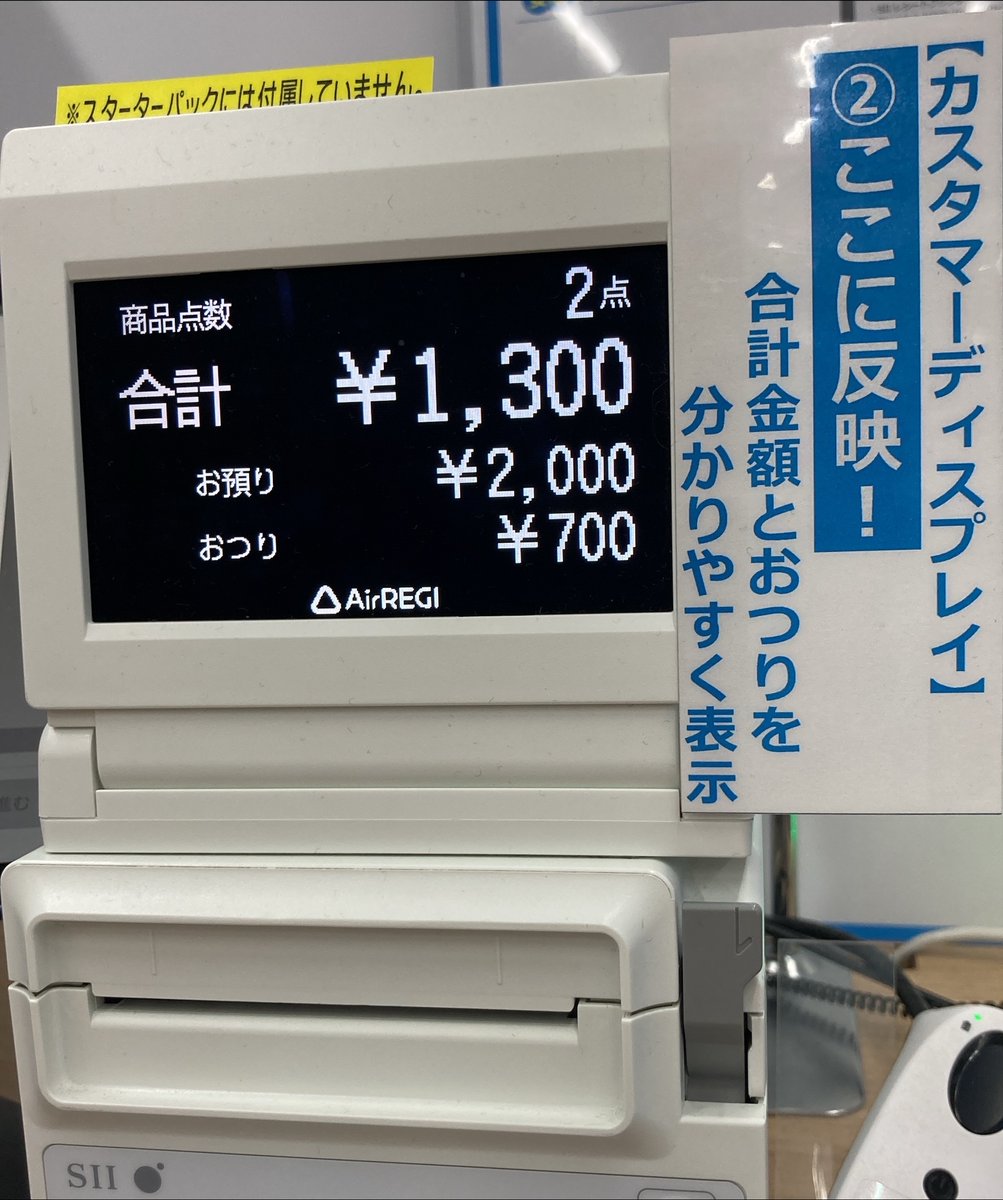 ※スターターパックには付属していません。
商品点数 2点
合計 ¥1,300
お預り ¥2,000
おつり ¥700
AirREGI
【カスタマーディスプレイ】
②ここに反映！
合計金額とおつりを
分かりやすく表示
進む
SII